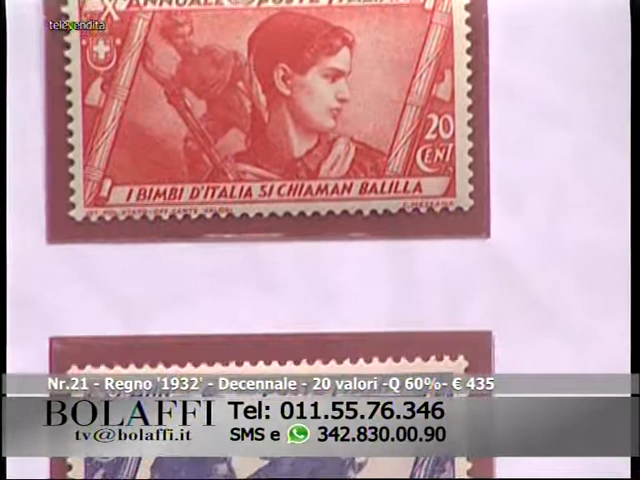 televendita
X ANNUALE POSTE ITALIA
20
CENT
I BIMBI D'ITALIA SI CHIAMAN BALILLA
Nr.21 - Regno '1932' - Decennale - 20 valori -Q 60%- € 435
BOLAFFI
tv@bolaffi.it
Tel: 011.55.76.346
SMS e 342.830.00.90